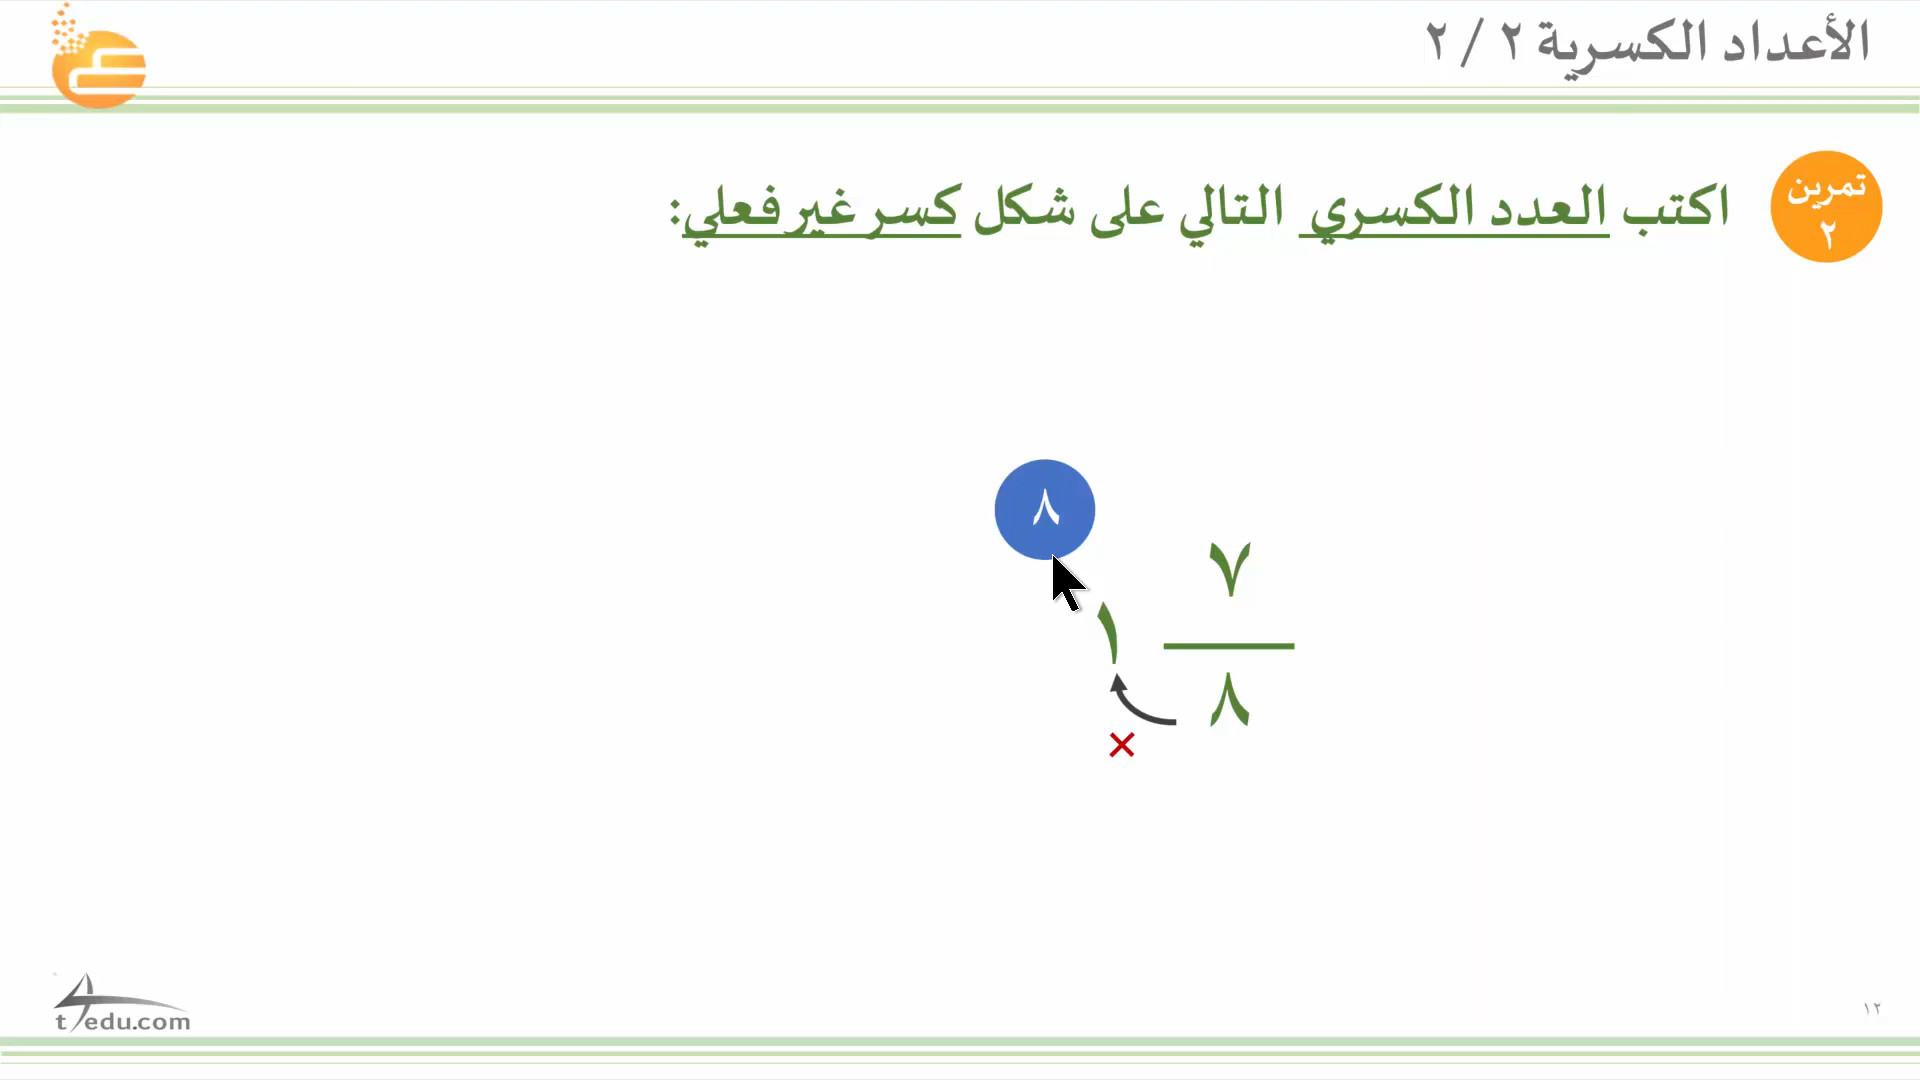 الأعداد الكسرية ٢ / ٢
تمرين
٢
اكتب العدد الكسري التالي على شكل كسر غير فعلي:
٨
٧
١
٨
×
t4edu.com
١٢